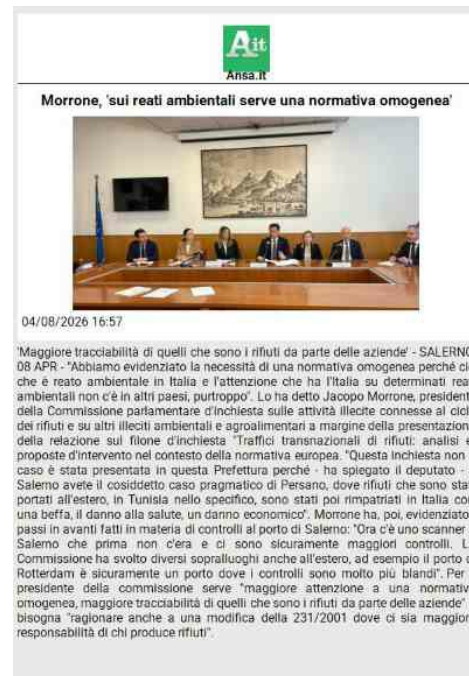 Ait
Ansa.it
Morrone, 'sui reati ambientali serve una normativa omogenea'
04/08/2026 16:57
'Maggiore tracciabilità di quelli che sono i rifiuti da parte delle aziende' - SALERNO
08 APR - "Abbiamo evidenziato la necessità di una normativa omogenea perché ci
che è reato ambientale in Italia e l'attenzione che ha l'Italia su determinati rea
ambientali non c'è in altri paesi, purtroppo". Lo ha detto Jacopo Morrone, president
della Commissione parlamentare d'inchiesta sulle attività illecite connesse al cicl
dei rifiuti e su altri illeciti ambientali e agroalimentari a margine della presentazion
della relazione sul filone d'inchiesta "Traffici transnazionali di rifiuti: analisi e
proposte d'intervento nel contesto della normativa europea. "Questa inchiesta non
caso è stata presentata in questa Prefettura perché - ha spiegato il deputato -
Salerno avete il cosiddetto caso pragmatico di Persano, dove rifiuti che sono stat
portati all'estero, in Tunisia nello specifico, sono stati poi rimpatriati in Italia con
una beffa, il danno alla salute, un danno economico". Morrone ha, poi, evidenziato
passi in avanti fatti in materia di controlli al porto di Salerno: "Ora c'è uno scanner
Salerno che prima non c'era e ci sono sicuramente maggiori controlli. L
Commissione ha svolto diversi sopralluoghi anche all'estero, ad esempio il porto d
Rotterdam è sicuramente un porto dove i controlli sono molto più blandi". Per
presidente della commissione serve "maggiore attenzione a una normativ
omogenea, maggiore tracciabilità di quelli che sono i rifiuti da parte delle aziende"
bisogna "ragionare anche a una modifica della 231/2001 dove ci sia maggior
responsabilità di chi produce rifiuti".